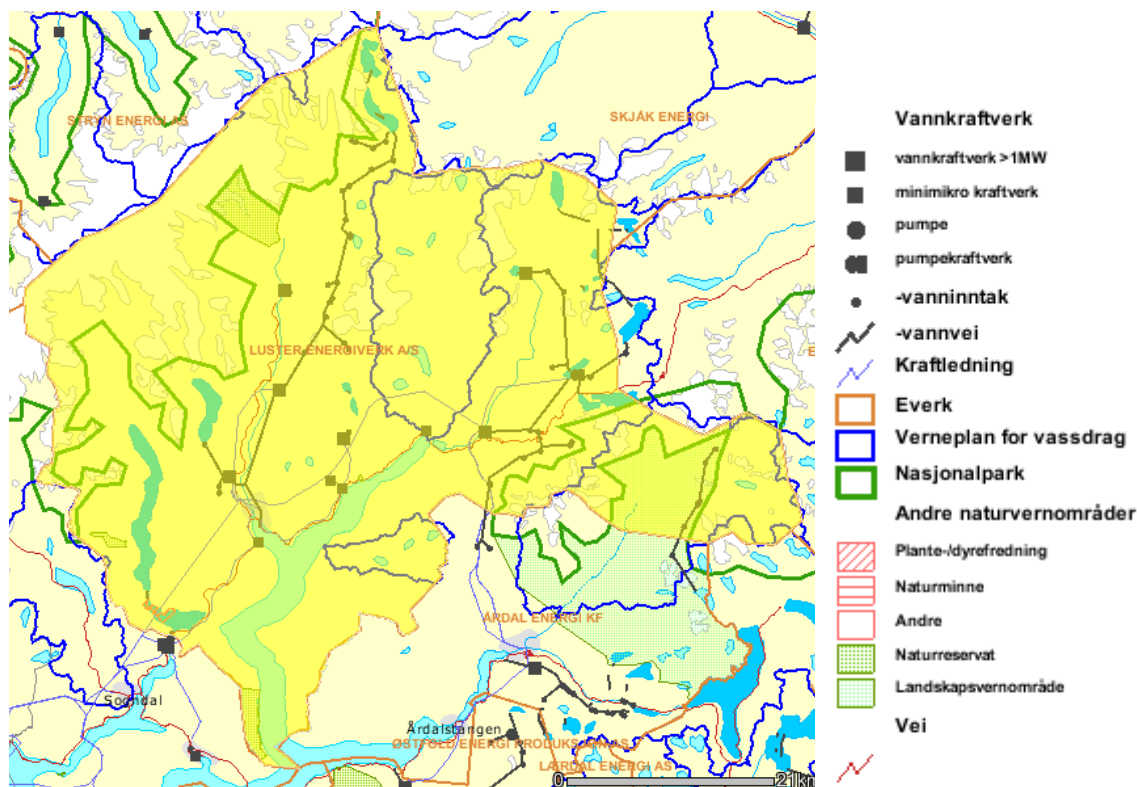 STRYN ENERGI AS
SKJÅK ENERGI
LUSTER ENERGIVERK A/S
E
ÅRDAL ENERGI KF
Sogndal
Årdalstangen
ØSTFOLD ENERGI PRODUKSJON AS
LÆRDAL ENERGI AS
0 21km
Vannkraftverk
vannkraftverk >1MW
minimikro kraftverk
pumpe
pumpekraftverk
-vanninntak
-vannvei
Kraftledning
Everk
Verneplan for vassdrag
Nasjonalpark
Andre naturvernområder
Plante-/dyrefredning
Naturminne
Andre
Naturreservat
Landskapsvernområde
Vei